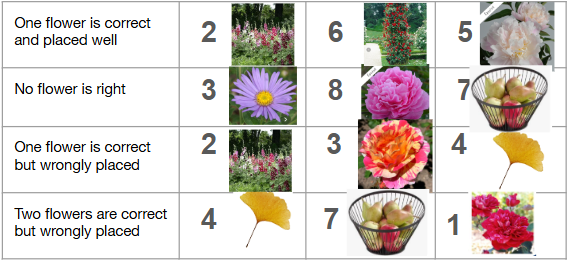 One flower is correct
and placed well
2 6 5
No flower is right
3 8 7
One flower is correct
but wrongly placed
2 3 4
Two flowers are correct
but wrongly placed
4 7 1